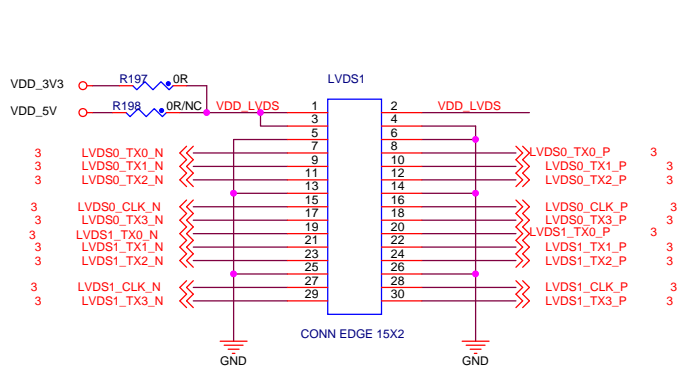 LVDS1
VDD_3V3 R197 0R
VDD_5V R198 0R/NC VDD_LVDS 1 2 VDD_LVDS
3 4
5 6
3 LVDS0_TX0_N 7 8 LVDS0_TX0_P 3
LVDS0_TX1_N 9 10 LVDS0_TX1_P
3 3
LVDS0_TX2_N 11 12 LVDS0_TX2_P
3 3
13 14
3 LVDS0_CLK_N 15 16 LVDS0_CLK_P 3
3 LVDS0_TX3_N 17 18 LVDS0_TX3_P 3
3 LVDS1_TX0_N 19 20 LVDS1_TX0_P 3
3 LVDS1_TX1_N 21 22 LVDS1_TX1_P 3
3 LVDS1_TX2_N 23 24 LVDS1_TX2_P 3
25 26
3 LVDS1_CLK_N 27 28 LVDS1_CLK_P 3
3 LVDS1_TX3_N 29 30 LVDS1_TX3_P 3
CONN EDGE 15X2
GND GND